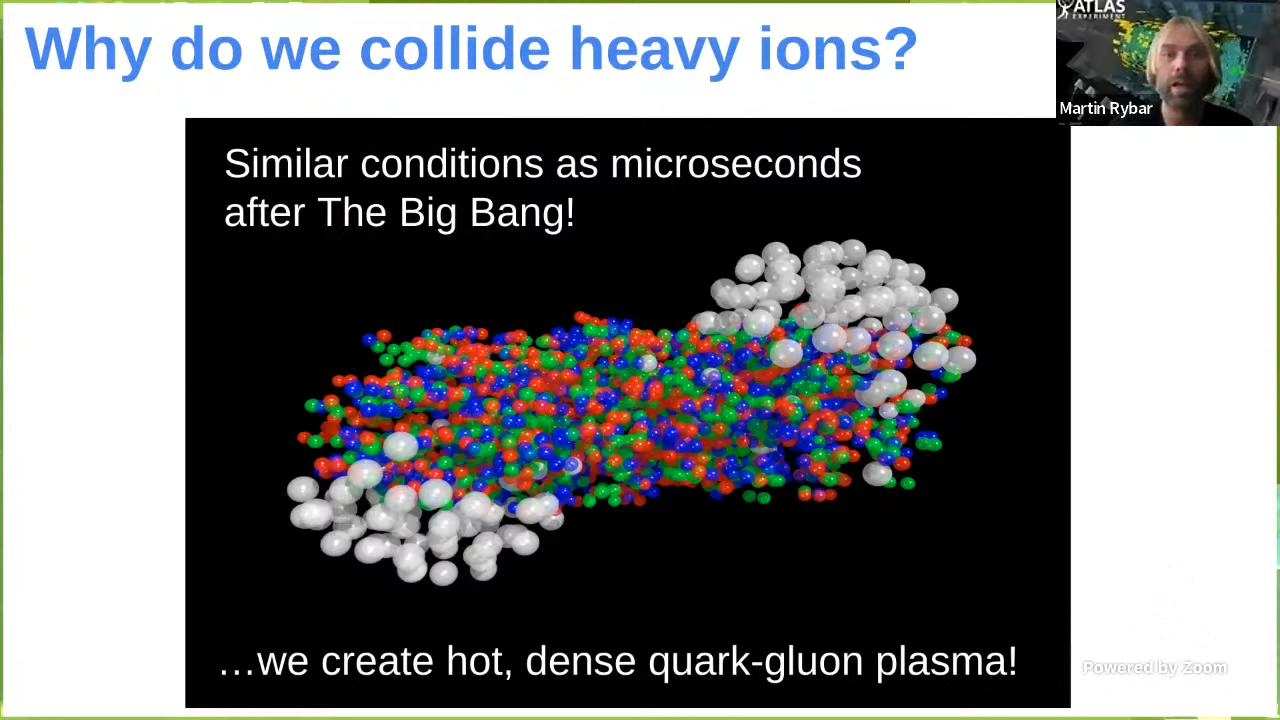 Why do we collide heavy ions?
ATLAS
EXPERIMENT
Martin Rybar
Similar conditions as microseconds
after The Big Bang!
…we create hot, dense quark-gluon plasma!
Powered by Zoom